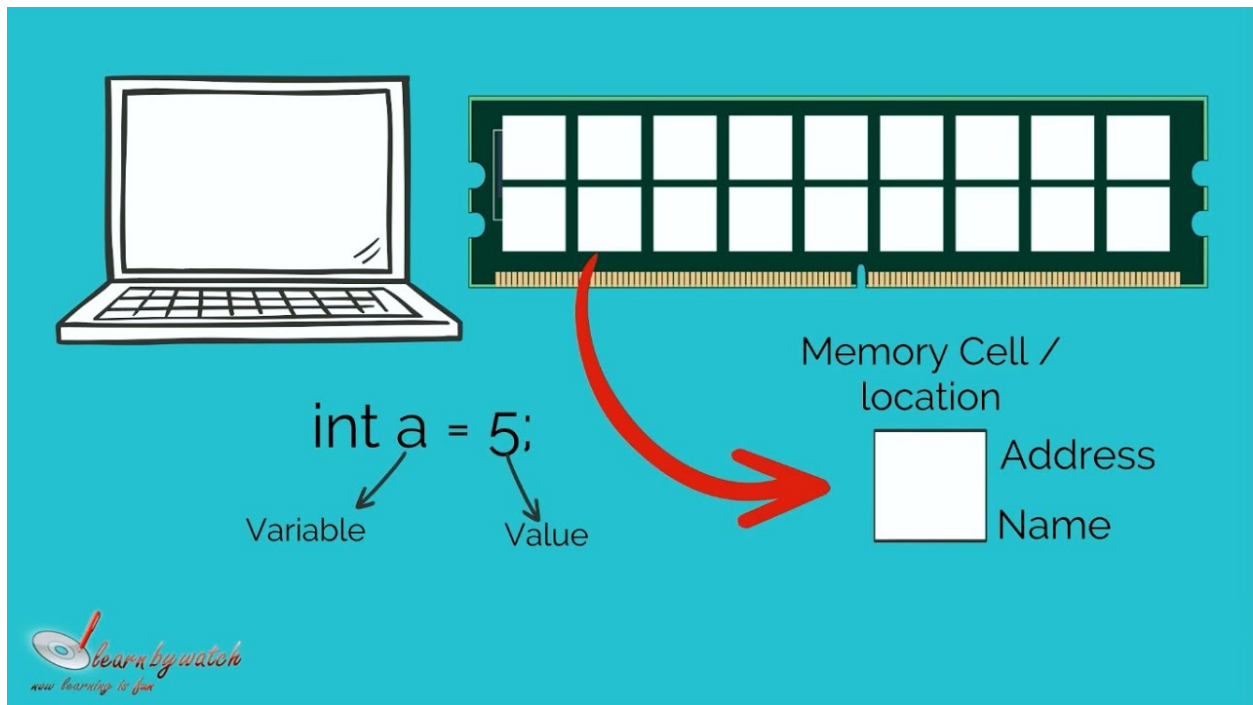 Memory Cell /
location
int a = 5;
Address
Name
Variable
Value
learn by watch
now learning is fun